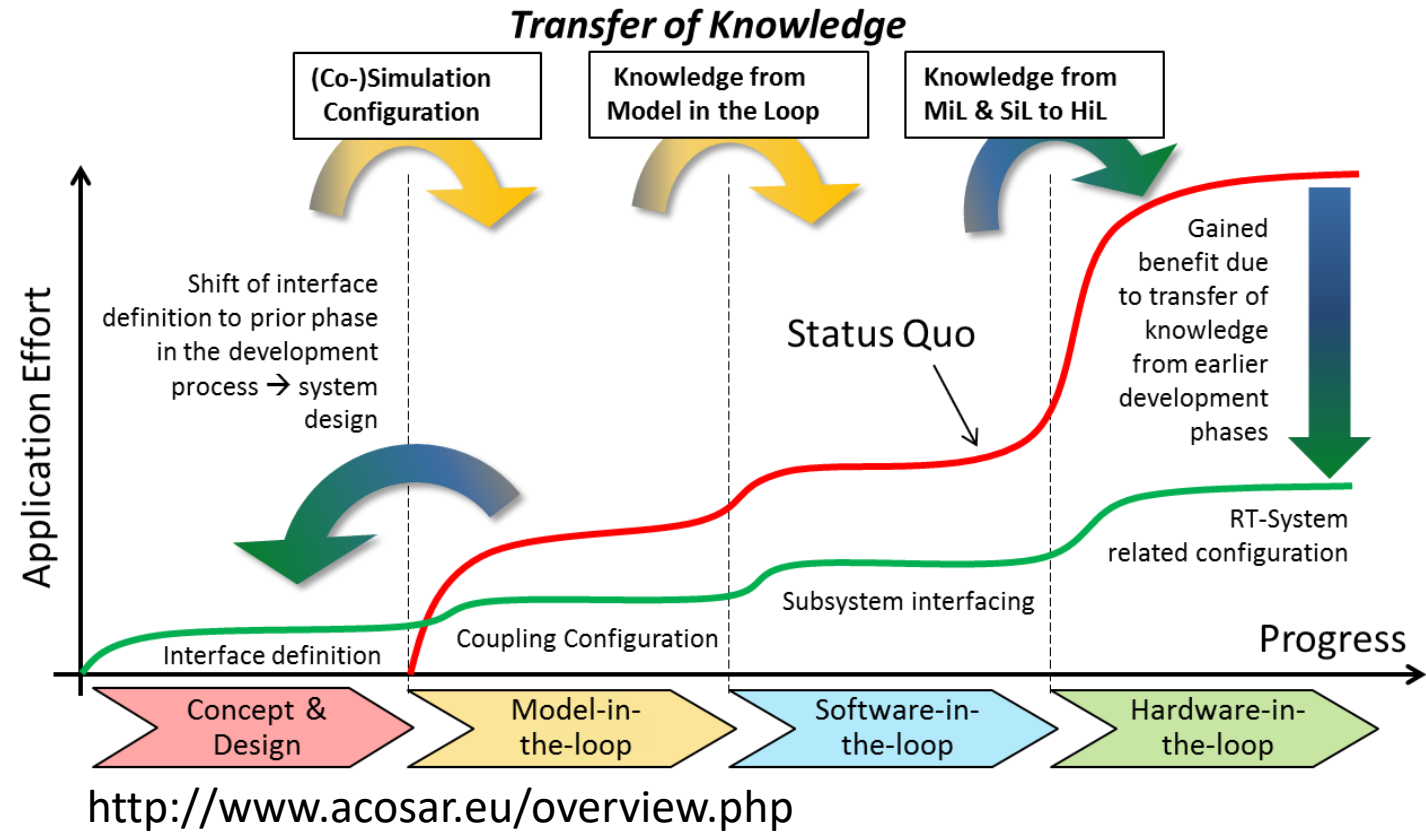 Transfer of Knowledge
(Co-)Simulation
Configuration
Knowledge from
Model in the Loop
Knowledge from
MiL & SiL to HiL
Application Effort
Shift of interface
definition to prior phase
in the development
process → system
design
Status Quo
Gained
benefit due
to transfer of
knowledge
from earlier
development
phases
RT-System
related configuration
Subsystem interfacing
Coupling Configuration
Interface definition
Progress
Concept &
Design
Model-in-
the-loop
Software-in-
the-loop
Hardware-in-
the-loop
http://www.acosar.eu/overview.php